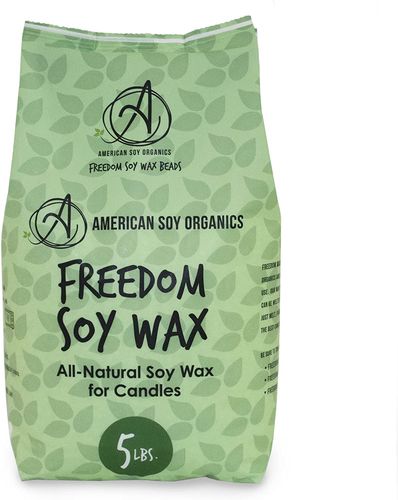 A
AMERICAN SOY ORGANICS
FREEDOM SOY WAX BEADS
A AMERICAN SOY ORGANICS
FREEDOM
SOY WAX
All-Natural Soy Wax
for Candles
5 LBS.